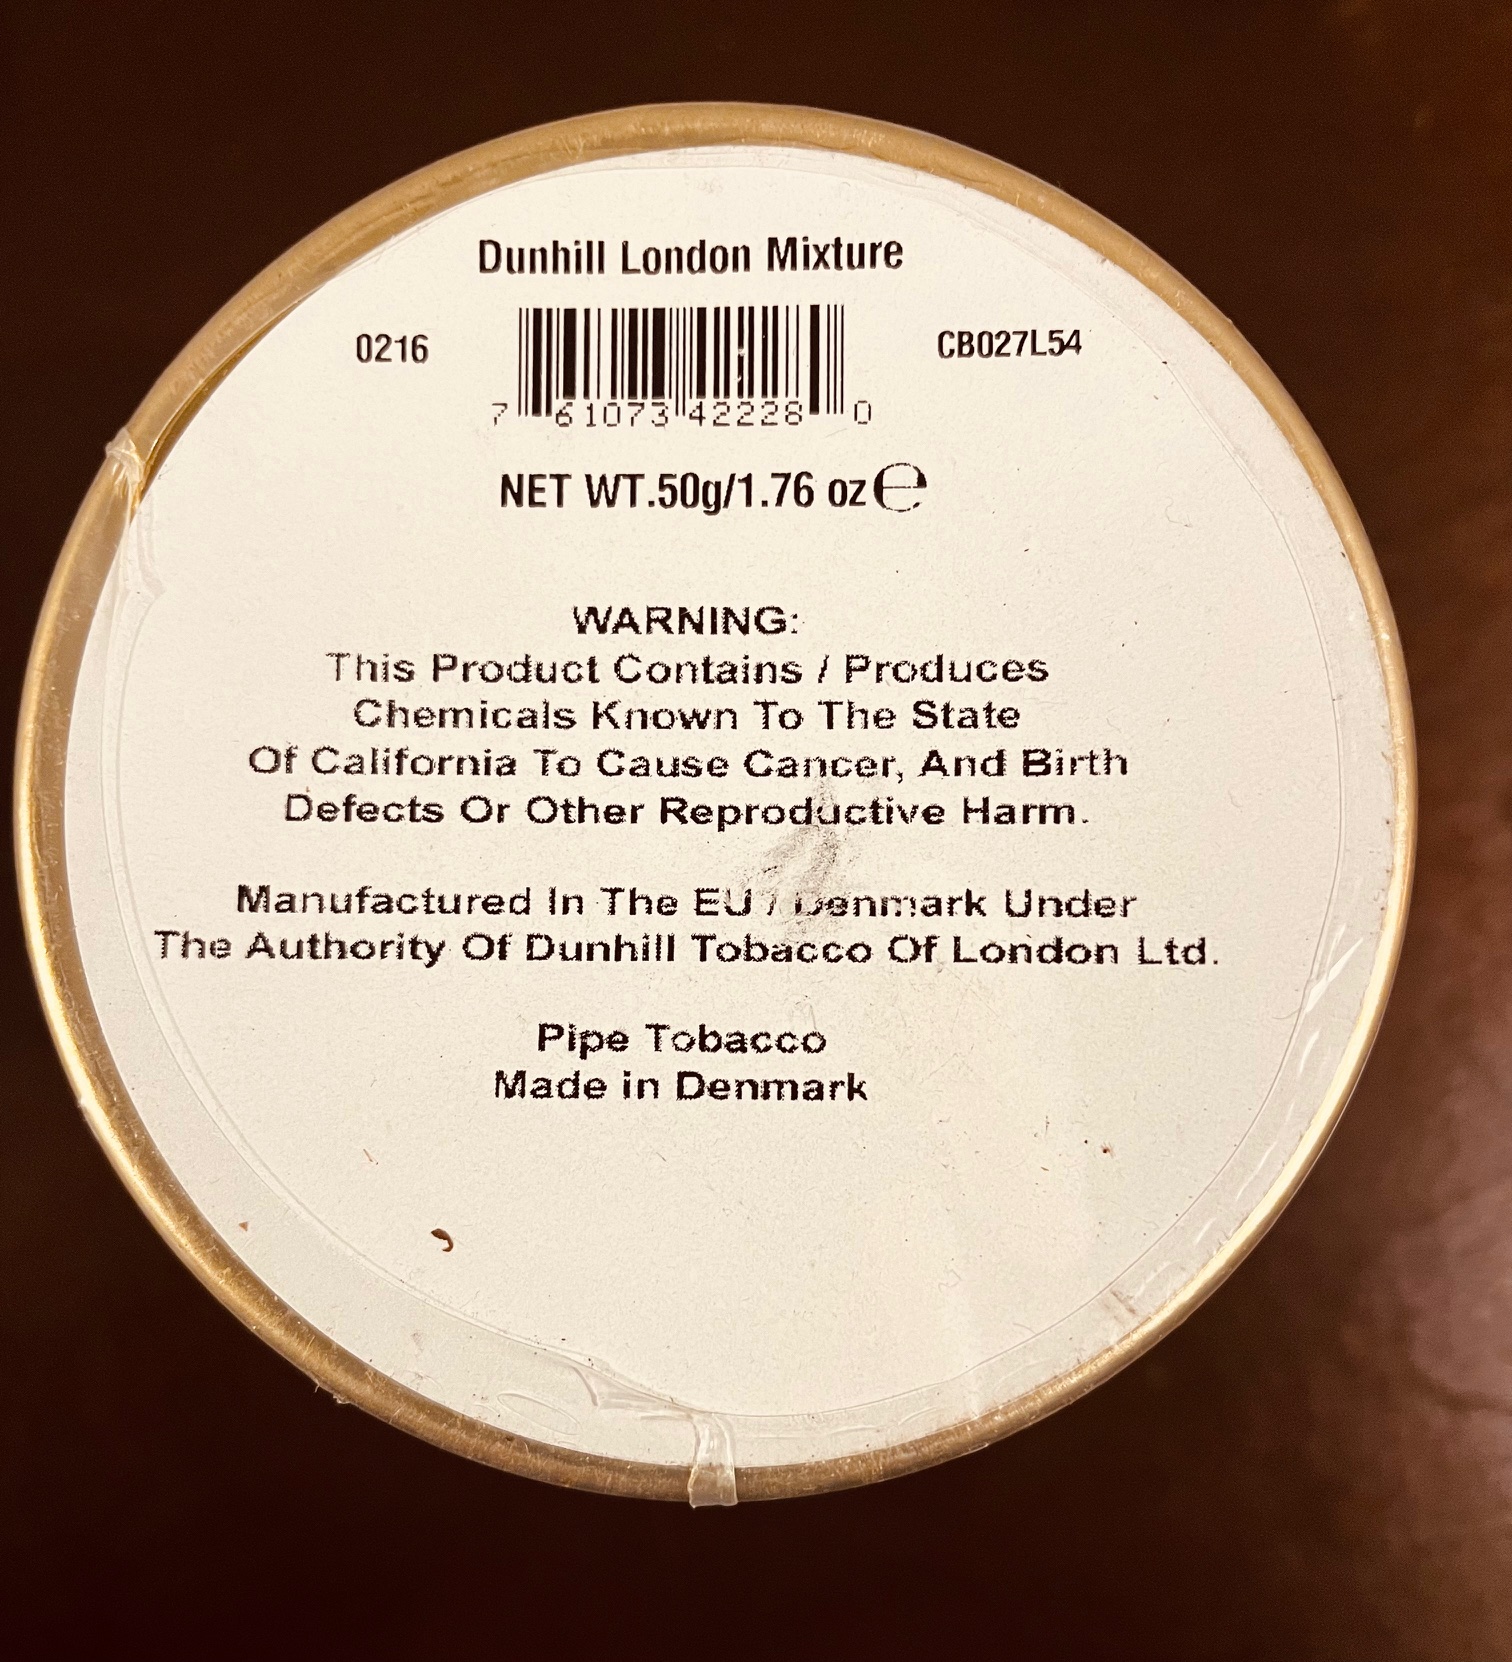 Dunhill London Mixture
0216
CB027L54
7 61073 42228 0
NET WT.50g/1.76 oz ℮
WARNING:
This Product Contains / Produces
Chemicals Known To The State
Of California To Cause Cancer, And Birth
Defects Or Other Reproductive Harm.
Manufactured In The EU / Denmark Under
The Authority Of Dunhill Tobacco Of London Ltd.
Pipe Tobacco
Made in Denmark